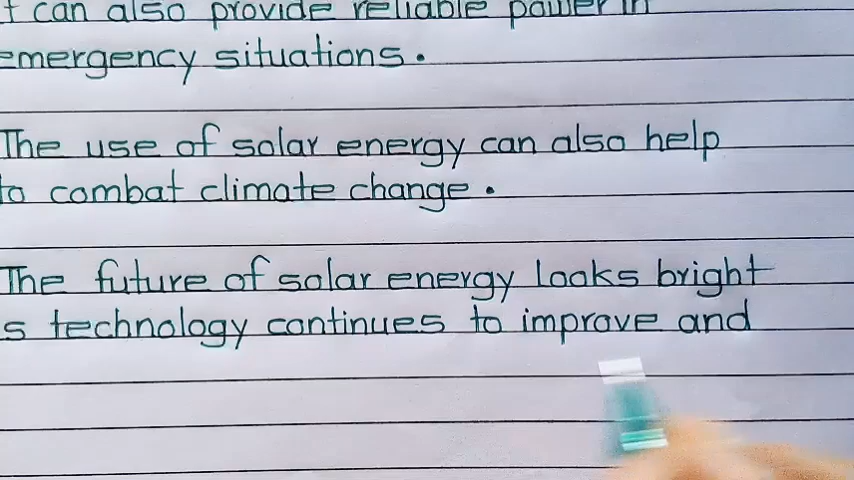 t can also provide reliable power in
emergency situations.
The use of solar energy can also help
to combat climate change.
The future of solar energy looks bright
s technology continues to improve and